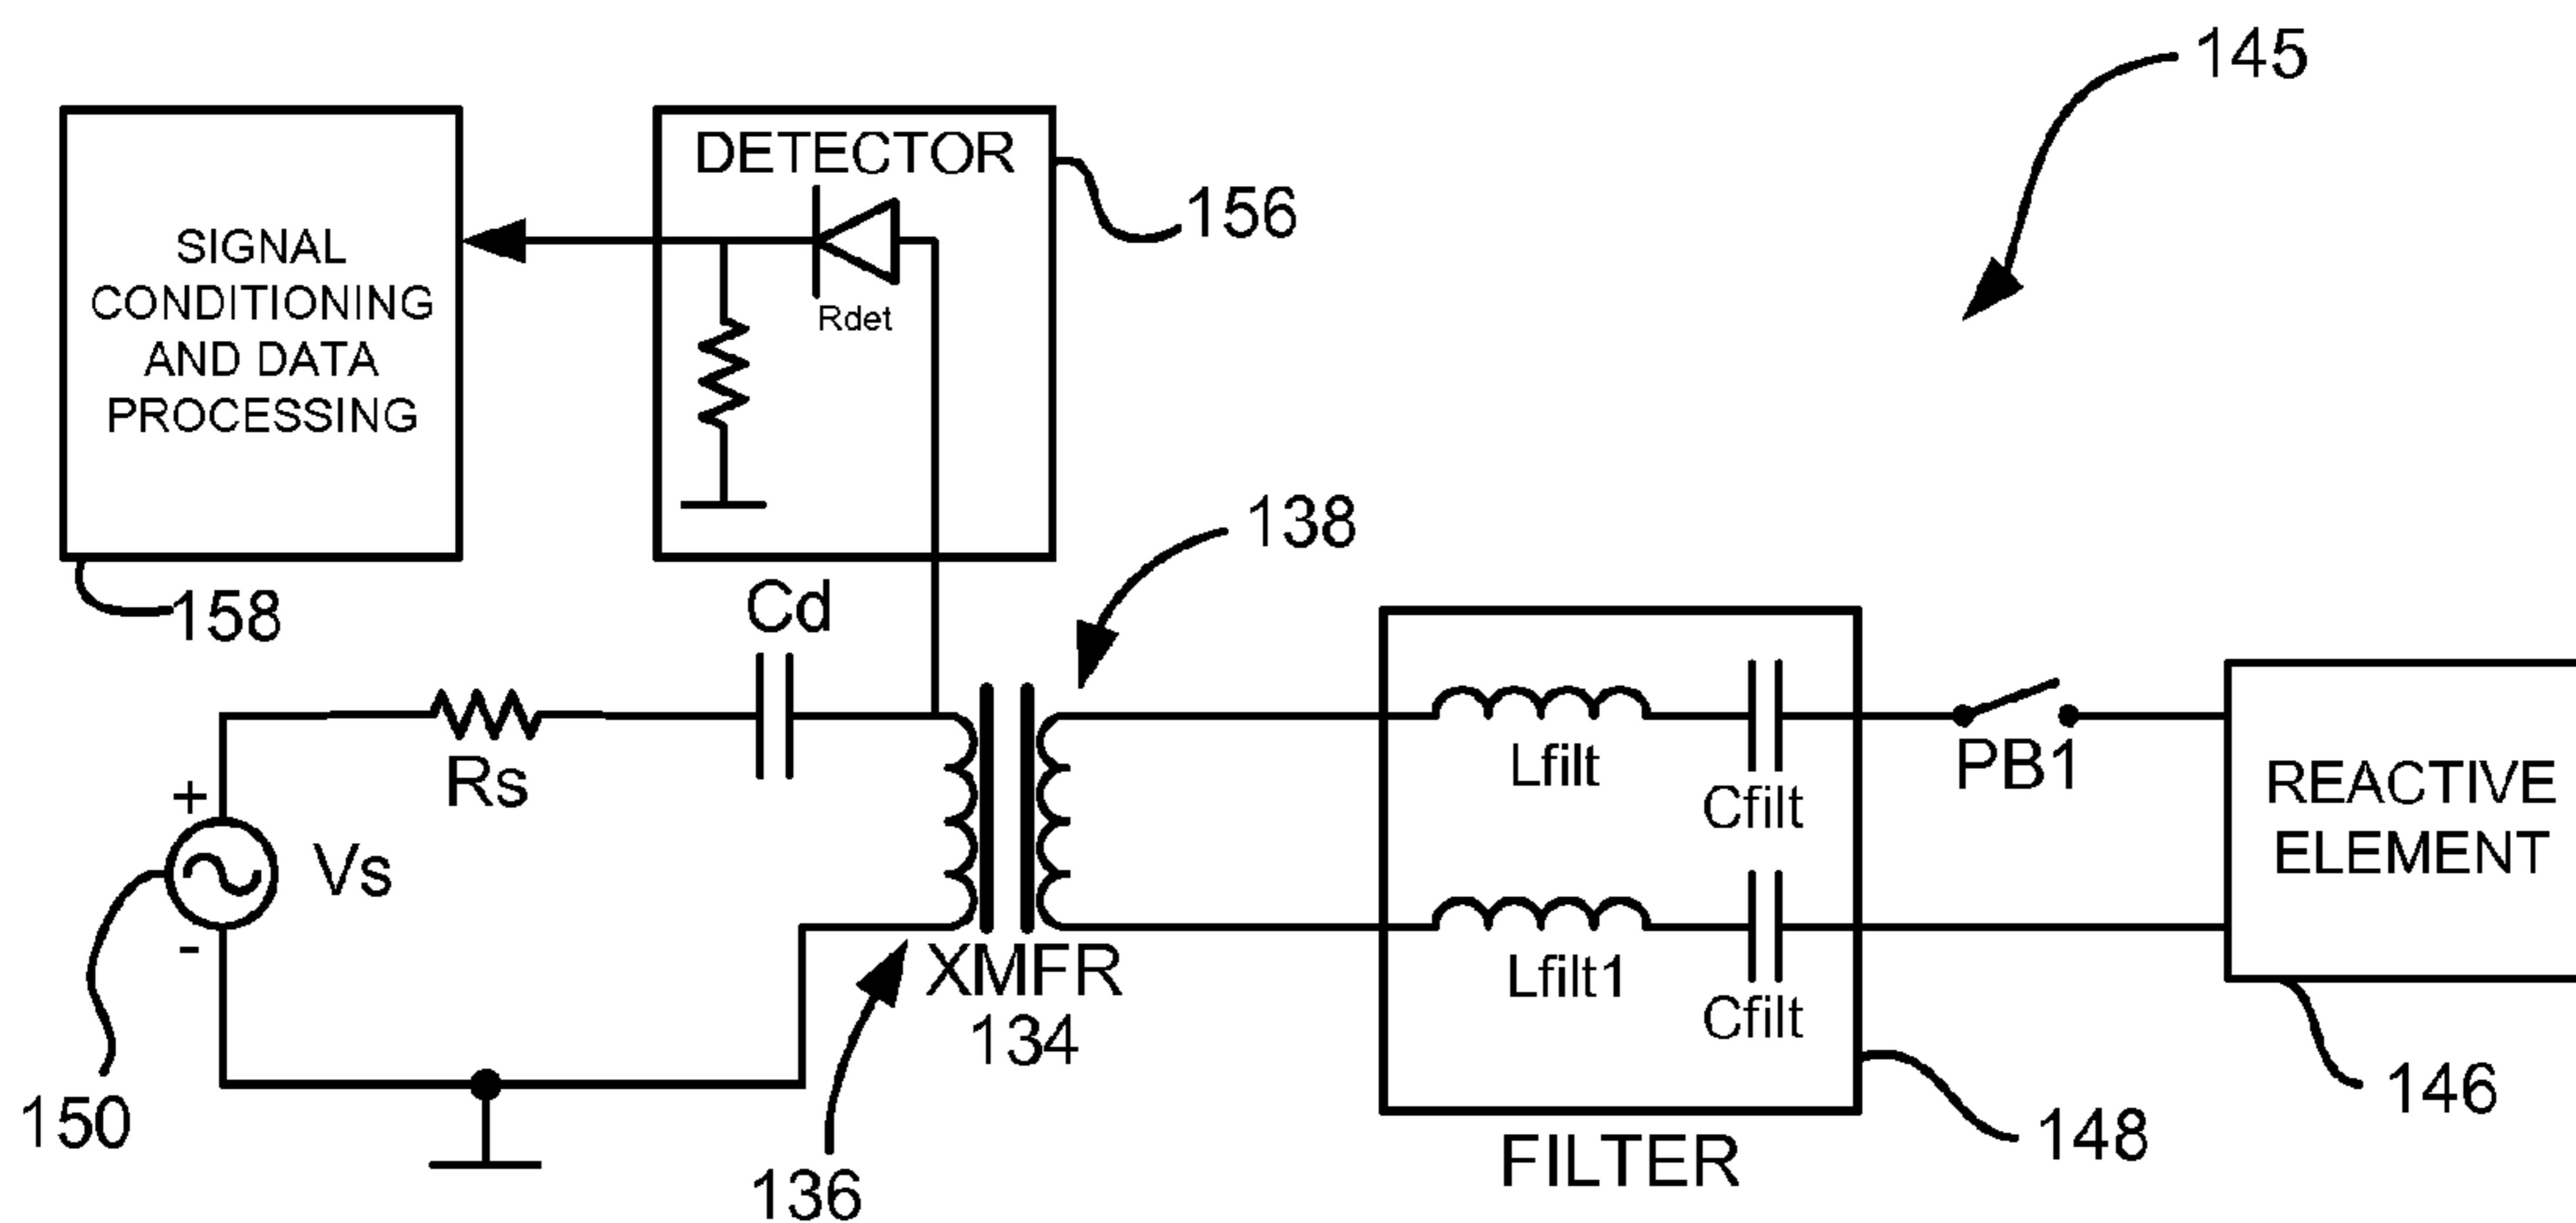 145
DETECTOR
156
SIGNAL
CONDITIONING
AND DATA
PROCESSING
Rdet
138
158
Cd
Rs
Lfilt
Cfilt
PB1
REACTIVE
ELEMENT
+
Vs
-
XMFR
134
Lfilt1
Cfilt
150
136
FILTER
148
146